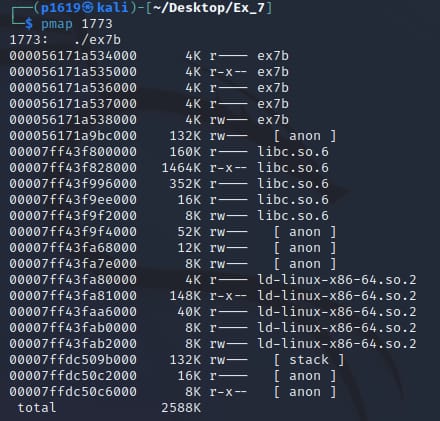 ┌──(p1619㉿kali)-[~/Desktop/Ex_7]
└─$ pmap 1773
1773:   ./ex7b
000056171a534000      4K r---- ex7b
000056171a535000      4K r-x-- ex7b
000056171a536000      4K r---- ex7b
000056171a537000      4K r---- ex7b
000056171a538000      4K rw--- ex7b
000056171a9bc000    132K rw---   [ anon ]
00007ff43f800000    160K r---- libc.so.6
00007ff43f828000   1464K r-x-- libc.so.6
00007ff43f996000    352K r---- libc.so.6
00007ff43f9ee000     16K r---- libc.so.6
00007ff43f9f2000      8K rw--- libc.so.6
00007ff43f9f4000     52K rw---   [ anon ]
00007ff43fa68000     12K rw---   [ anon ]
00007ff43fa7e000      8K rw---   [ anon ]
00007ff43fa80000      4K r---- ld-linux-x86-64.so.2
00007ff43fa81000    148K r-x-- ld-linux-x86-64.so.2
00007ff43faa6000     40K r---- ld-linux-x86-64.so.2
00007ff43fab0000      8K r---- ld-linux-x86-64.so.2
00007ff43fab2000      8K rw--- ld-linux-x86-64.so.2
00007ffdc509b000    132K rw---   [ stack ]
00007ffdc50c2000     16K r----   [ anon ]
00007ffdc50c6000      8K r-x--   [ anon ]
 total             2588K